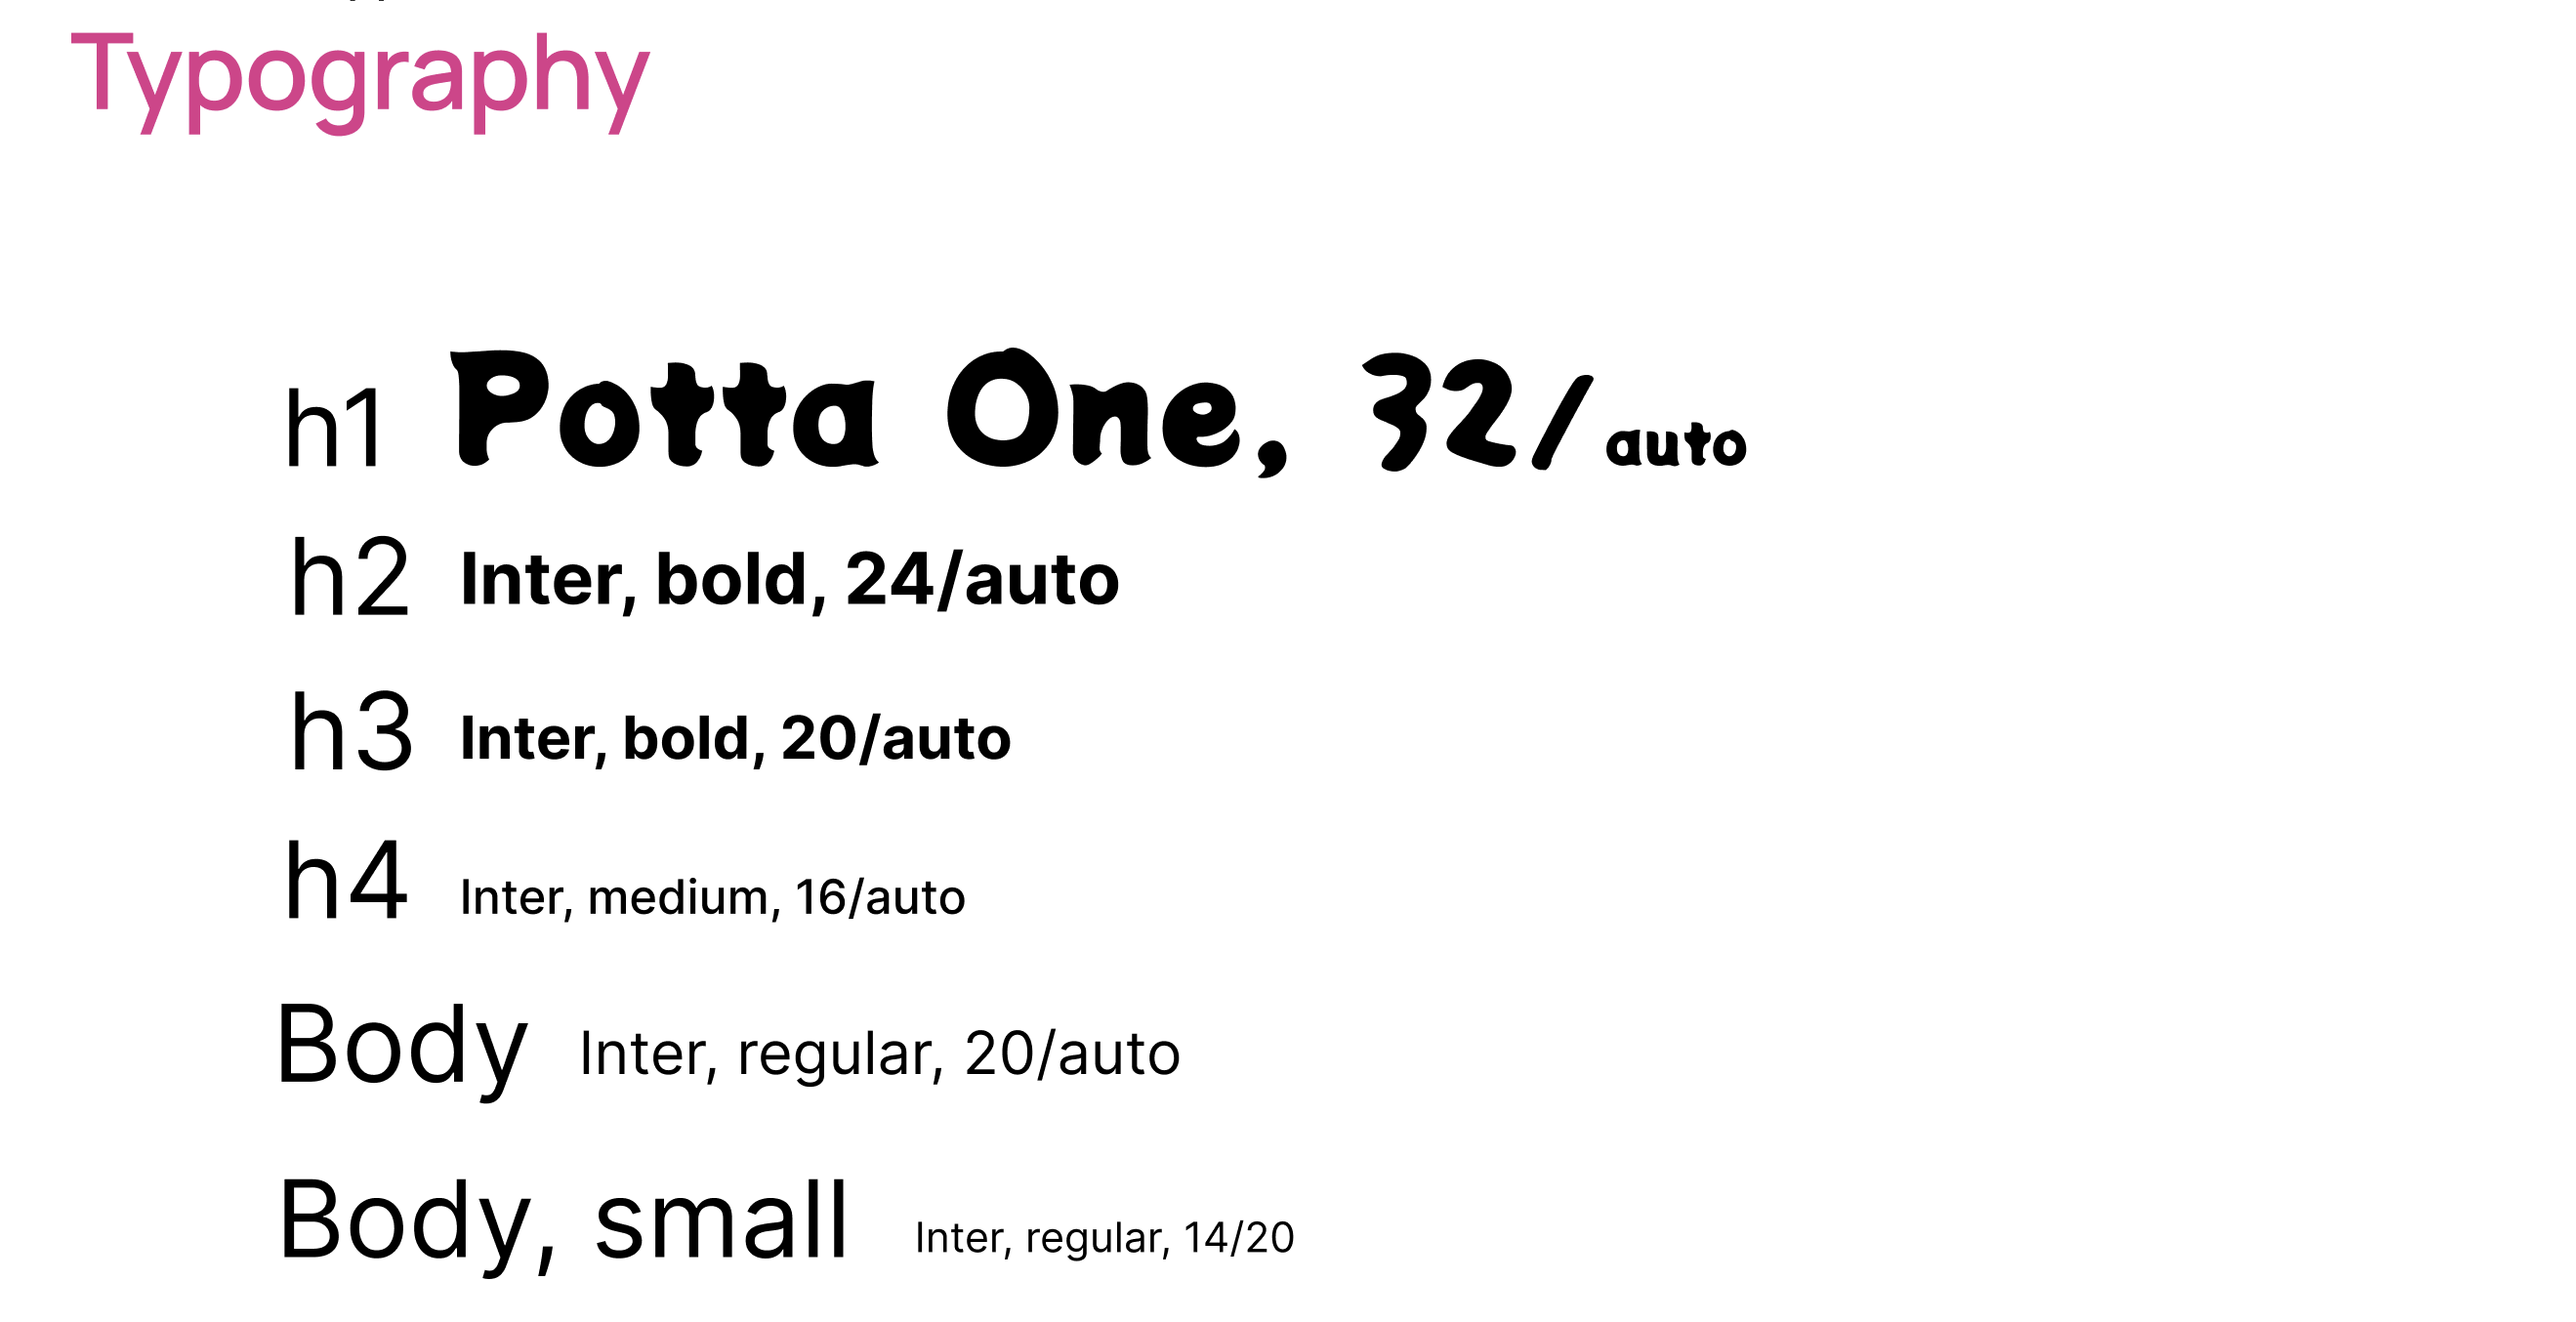 Typography
h1 Potta One, 32/auto
h2 Inter, bold, 24/auto
h3 Inter, bold, 20/auto
h4 Inter, medium, 16/auto
Body Inter, regular, 20/auto
Body, small Inter, regular, 14/20